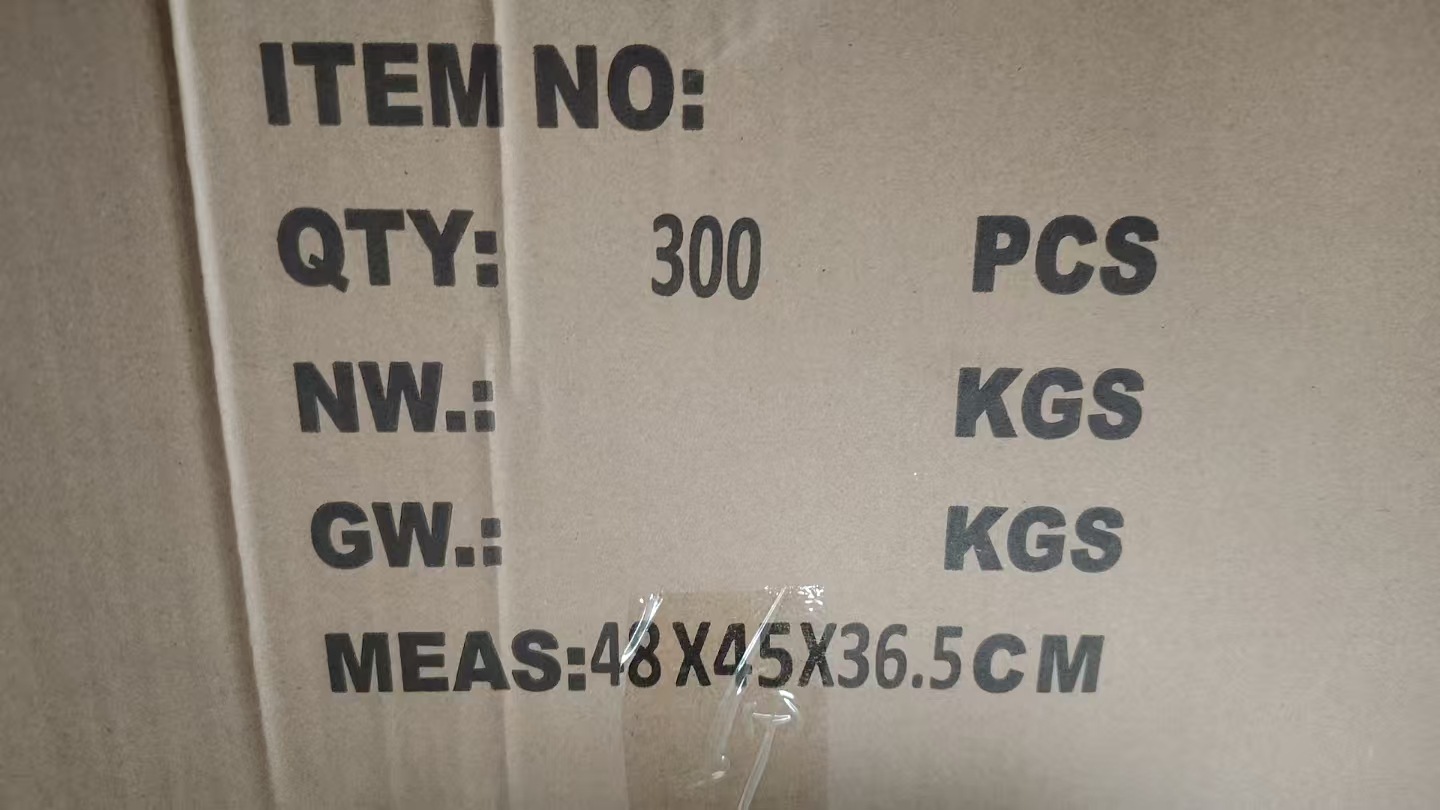 ITEM NO:
QTY: 300 PCS
NW.: KGS
GW.: KGS
MEAS:48X45X36.5CM